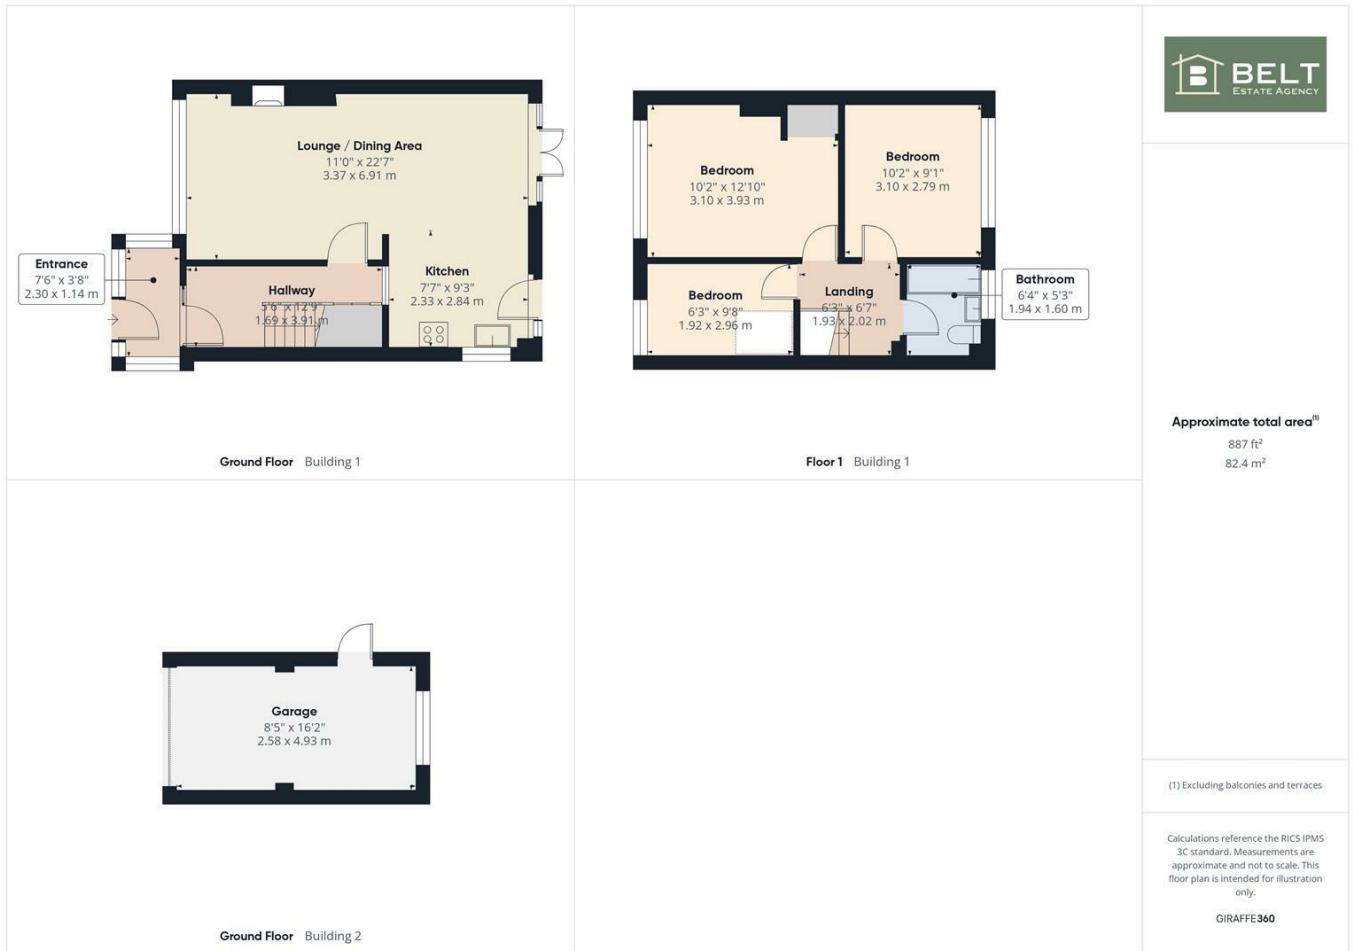 Lounge / Dining Area
11'0" x 22'7"
3.37 x 6.91 m
Entrance
7'6" x 3'8"
2.30 x 1.14 m
Hallway
5'6" x 12'9"
1.69 x 3.91 m
Kitchen
7'7" x 9'3"
2.33 x 2.84 m
Ground Floor Building 1
Bedroom
10'2" x 12'10"
3.10 x 3.93 m
Bedroom
10'2" x 9'1"
3.10 x 2.79 m
Bedroom
6'3" x 9'8"
1.92 x 2.96 m
Landing
6'3" x 6'7"
1.93 x 2.02 m
Bathroom
6'4" x 5'3"
1.94 x 1.60 m
Floor 1 Building 1
Garage
8'5" x 16'2"
2.58 x 4.93 m
Ground Floor Building 2
B BELT
ESTATE AGENCY
Approximate total area(1)
887 ft²
82.4 m²
(1) Excluding balconies and terraces
Calculations reference the RICS IPMS
3C standard. Measurements are
approximate and not to scale. This
floor plan is intended for illustration
only.
GIRAFFE360